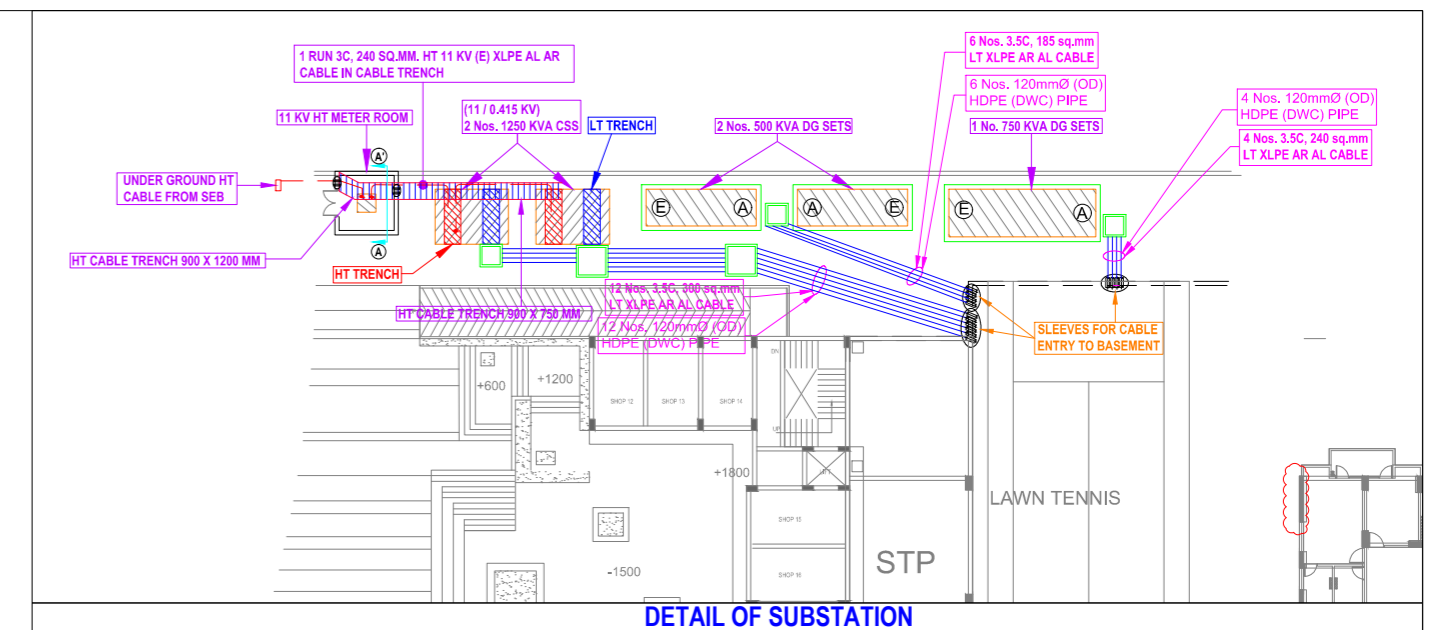 1 RUN 3C, 240 SQ.MM. HT 11 KV (E) XLPE AL AR
CABLE IN CABLE TRENCH
6 Nos. 3.5C, 185 sq.mm
LT XLPE AR AL CABLE
6 Nos. 120mmØ (OD)
HDPE (DWC) PIPE
4 Nos. 120mmØ (OD)
HDPE (DWC) PIPE
4 Nos. 3.5C, 240 sq.mm
LT XLPE AR AL CABLE
11 KV HT METER ROOM
(11 / 0.415 KV)
2 Nos. 1250 KVA CSS
LT TRENCH
2 Nos. 500 KVA DG SETS
1 No. 750 KVA DG SETS
A'
UNDER GROUND HT
CABLE FROM SEB
E
A
A
E
E
A
A
HT CABLE TRENCH 900 X 1200 MM
HT TRENCH
12 Nos. 3.5C, 300 sq.mm
LT XLPE AR AL CABLE
HT CABLE TRENCH 900 X 750 MM
12 Nos. 120mmØ (OD)
HDPE (DWC) PIPE
SLEEVES FOR CABLE
ENTRY TO BASEMENT
DN
+600
+1200
SHOP 12
SHOP 13
SHOP 14
UP
+1800
LIFT
LAWN TENNIS
SHOP 15
-1500
STP
SHOP 16
DETAIL OF SUBSTATION